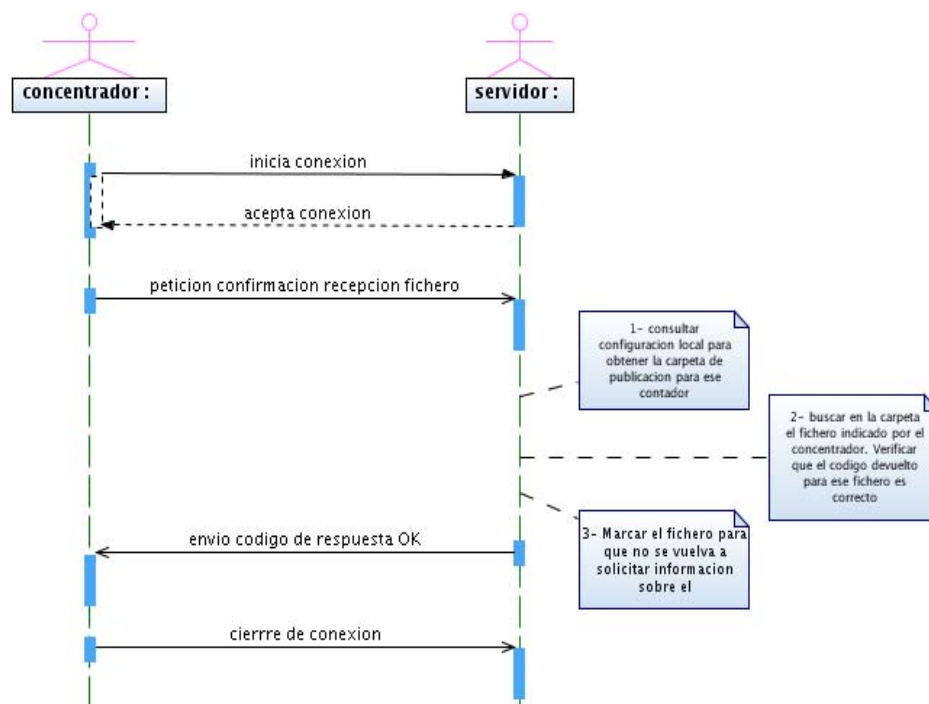 concentrador :
servidor :
inicia conexion
acepta conexion
peticion confirmacion recepcion fichero
1- consultar
configuracion local para
obtener la carpeta de
publicacion para ese
contador
2- buscar en la carpeta
el fichero indicado por el
concentrador. Verificar
que el codigo devuelto
para ese fichero es
correcto
3- Marcar el fichero para
que no se vuelva a
solicitar informacion
sobre el
envio codigo de respuesta OK
cierrre de conexion